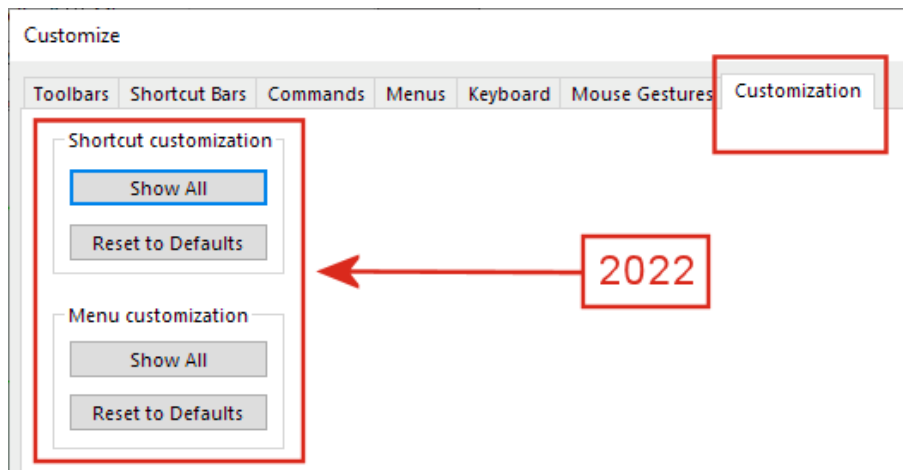 Customize
Toolbars Shortcut Bars Commands Menus Keyboard Mouse Gestures Customization
Shortcut customization
Show All
Reset to Defaults
2022
Menu customization
Show All
Reset to Defaults